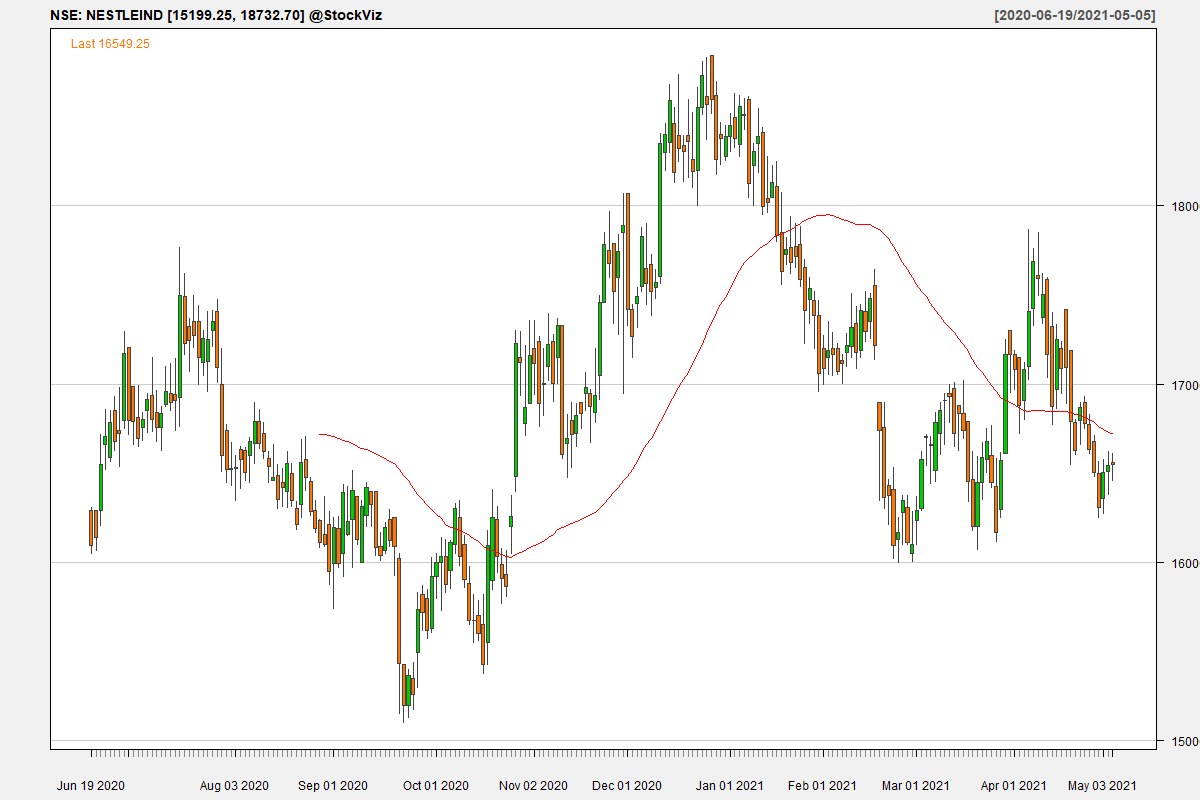 NSE: NESTLEIND [15199.25, 18732.70] @StockViz
[2020-06-19/2021-05-05]
Last 16549.25
1800
1700
1600
1500
Jun 19 2020
Aug 03 2020
Sep 01 2020
Oct 01 2020
Nov 02 2020
Dec 01 2020
Jan 01 2021
Feb 01 2021
Mar 01 2021
Apr 01 2021
May 03 2021